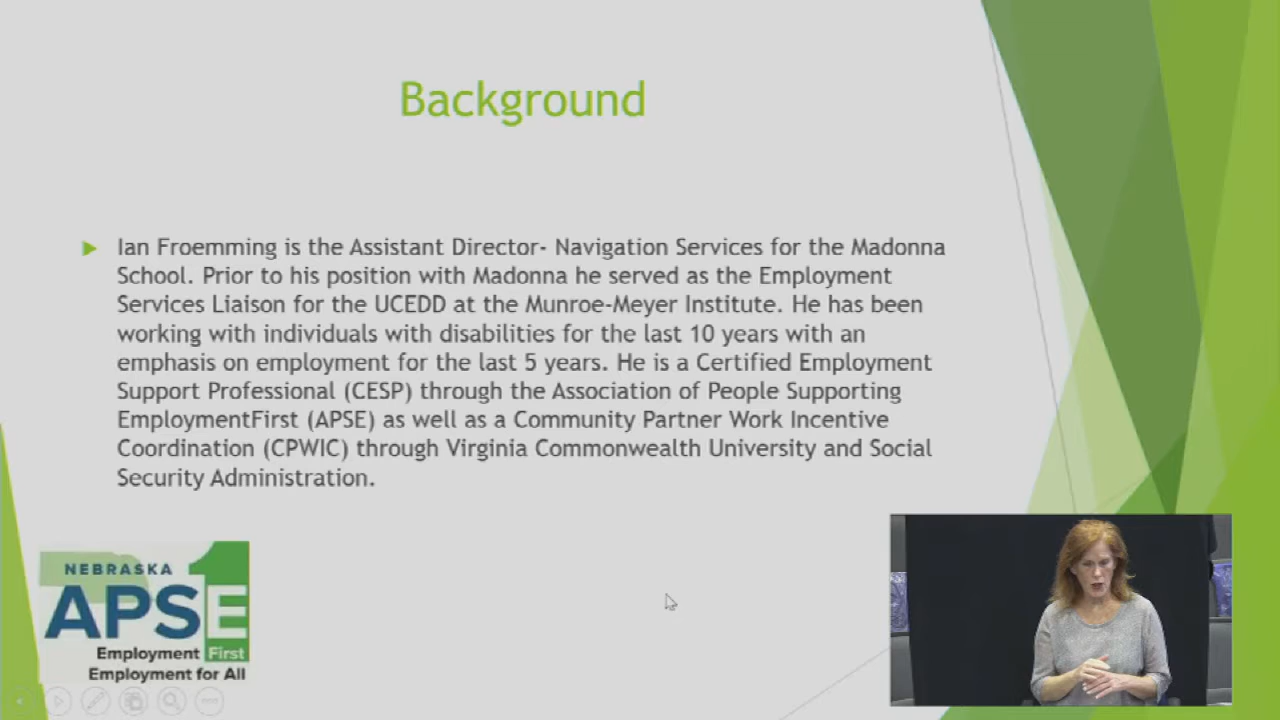 Background
Ian Froemming is the Assistant Director- Navigation Services for the Madonna
School. Prior to his position with Madonna he served as the Employment
Services Liaison for the UCEDD at the Munroe-Meyer Institute. He has been
working with individuals with disabilities for the last 10 years with an
emphasis on employment for the last 5 years. He is a Certified Employment
Support Professional (CESP) through the Association of People Supporting
EmploymentFirst (APSE) as well as a Community Partner Work Incentive
Coordination (CPWIC) through Virginia Commonwealth University and Social
Security Administration.
NEBRASKA
APSE 1
Employment First
Employment for All